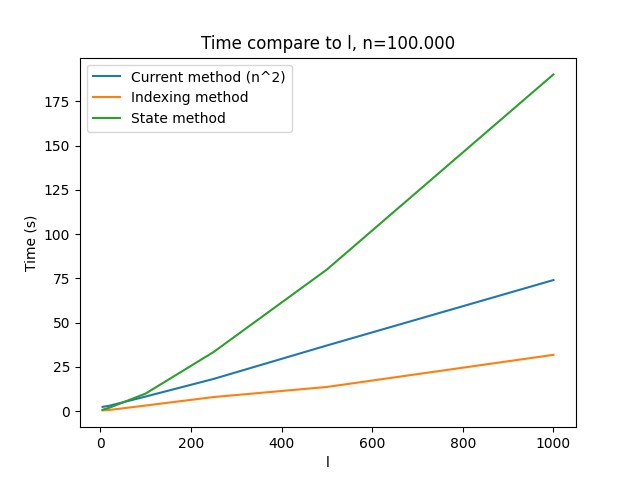 Time compare to l, n=100.000
Current method (n^2)
Indexing method
State method
175
150
125
100
75
50
25
0
Time (s)
0 200 400 600 800 1000
l